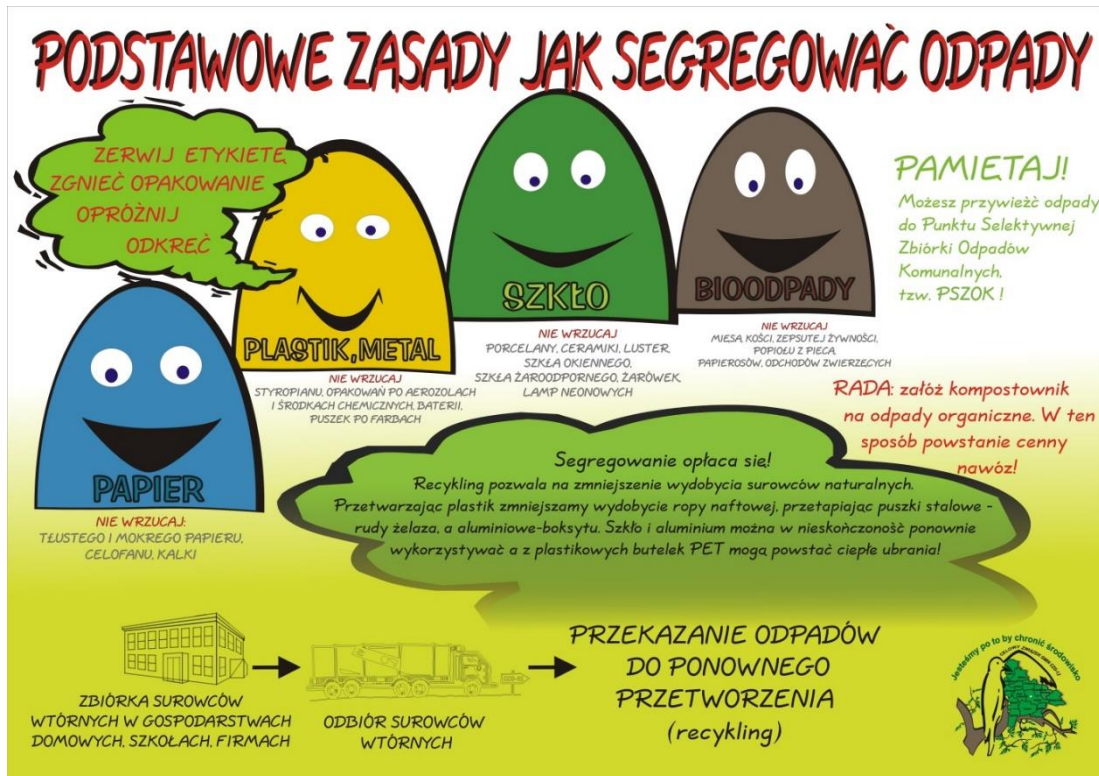 PODSTAWOWE ZASADY JAK SEGREGOWAĆ ODPADY
ZERWIJ ETYKIETĘ
ZGNIEĆ OPAKOWANIE
OPRÓŻNIJ
ODKRĘĆ
PAPIER
NIE WRZUCAJ:
TŁUSTEGO I MOKREGO PAPIERU,
CELOFANU, KALKI
PLASTIK, METAL
NIE WRZUCAJ
STYROPIANU, OPAKOWAŃ PO AEROZOLACH
I ŚRODKACH CHEMICZNYCH, BATERII,
PUSZEK PO FARBACH
SZKŁO
NIE WRZUCAJ
PORCELANY, CERAMIKI, LUSTER,
SZKŁA OKIENNEGO,
SZKŁA ŻAROODPORNEGO, ŻARÓWEK,
LAMP NEONOWYCH
BIOODPADY
NIE WRZUCAJ
MIĘSA, KOŚCI, ZEPSUTEJ ŻYWNOŚCI,
POPIOŁU Z PIECA,
PAPIEROSÓW, ODCHODÓW ZWIERZĘCYCH
PAMIĘTAJ!
Możesz przywieźć odpady
do Punktu Selektywnej
Zbiórki Odpadów
Komunalnych,
tzw. PSZOK !
RADA: załóż kompostownik
na odpady organiczne. W ten
sposób powstanie cenny
nawóz!
Segregowanie opłaca się!
Recykling pozwala na zmniejszenie wydobycia surowców naturalnych.
Przetwarzając plastik zmniejszamy wydobycie ropy naftowej, przetapiając puszki stalowe -
rudy żelaza, a aluminiowe-boksytu. Szkło i aluminium można w nieskończoność ponownie
wykorzystywać a z plastikowych butelek PET mogą powstać ciepłe ubrania!
ZBIÓRKA SUROWCÓW
WTÓRNYCH W GOSPODARSTWACH
DOMOWYCH, SZKOŁACH, FIRMACH
ODBIÓR SUROWCÓW
WTÓRNYCH
PRZEKAZANIE ODPADÓW
DO PONOWNEGO
PRZETWORZENIA
(recykling)
Jesteśmy po to by chronić środowisko